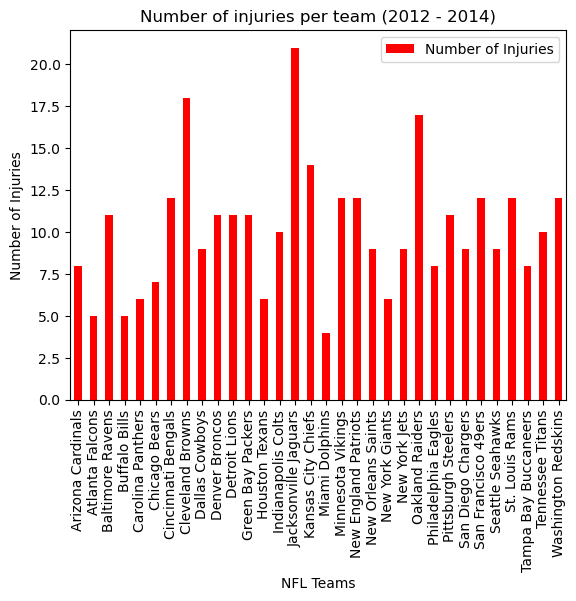 Number of injuries per team (2012 - 2014)
Number of Injuries
20.0
17.5
15.0
12.5
10.0
7.5
5.0
2.5
0.0
Number of Injuries
Arizona Cardinals
Atlanta Falcons
Baltimore Ravens
Buffalo Bills
Carolina Panthers
Chicago Bears
Cincinnati Bengals
Cleveland Browns
Dallas Cowboys
Denver Broncos
Detroit Lions
Green Bay Packers
Houston Texans
Indianapolis Colts
Jacksonville Jaguars
Kansas City Chiefs
Miami Dolphins
Minnesota Vikings
New England Patriots
New Orleans Saints
New York Giants
New York Jets
Oakland Raiders
Philadelphia Eagles
Pittsburgh Steelers
San Diego Chargers
San Francisco 49ers
Seattle Seahawks
St. Louis Rams
Tampa Bay Buccaneers
Tennessee Titans
Washington Redskins
NFL Teams